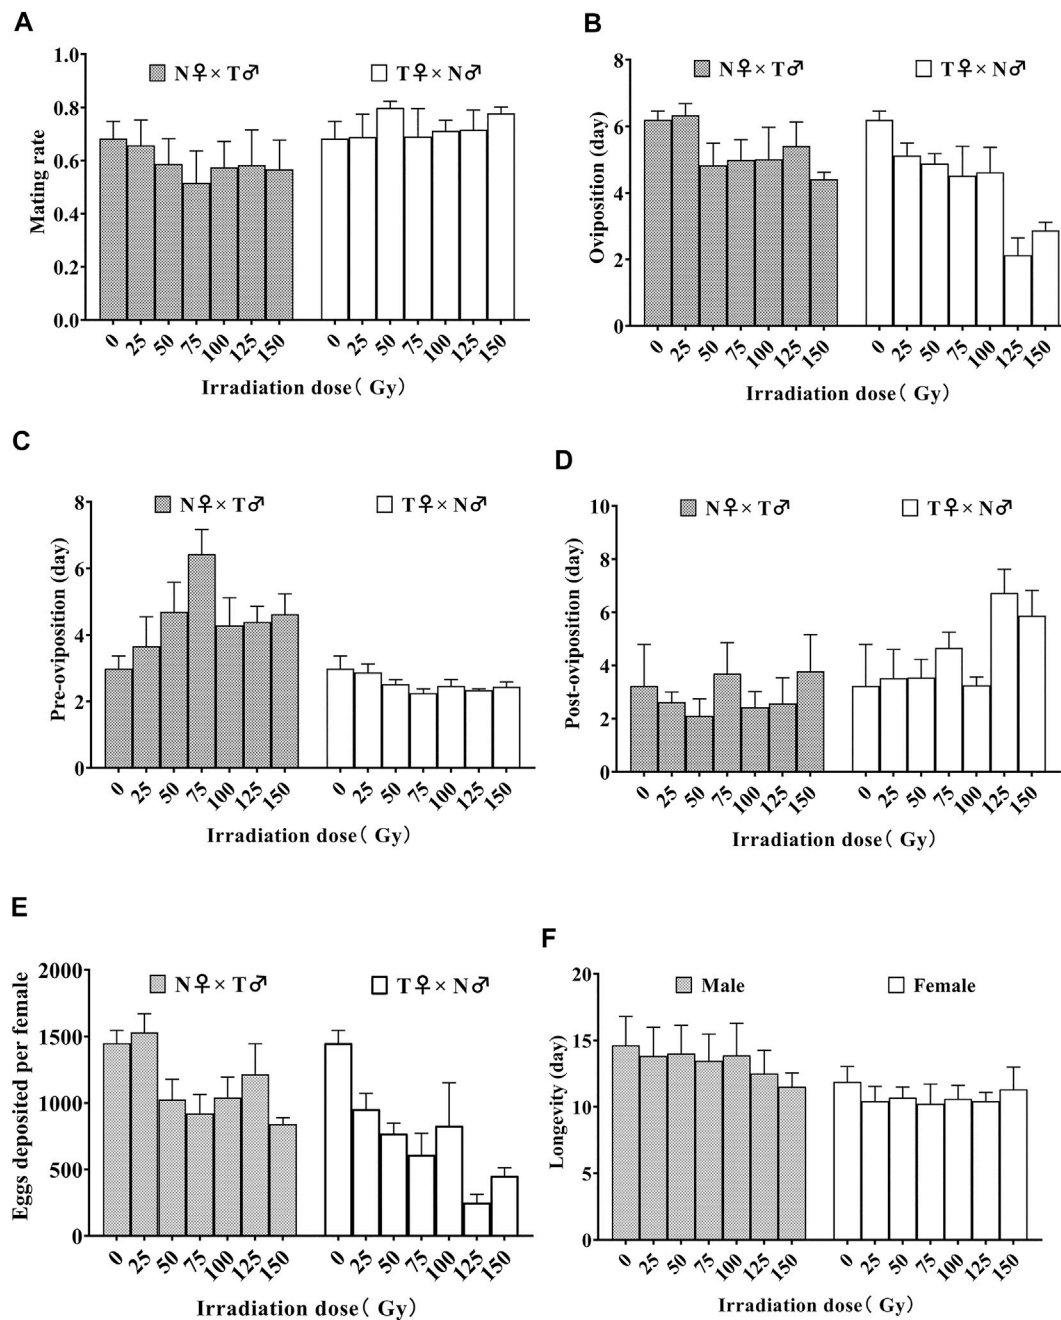 A
Mating rate
1.0
0.8
0.6
0.4
0.2
0.0
N♀× T♂
T♀× N♂
0 25 50 75 100 125 150 0 25 50 75 100 125 150
Irradiation dose( Gy)
B
Oviposition (day)
8
6
4
2
0
N♀× T♂
T♀× N♂
0 25 50 75 100 125 150 0 25 50 75 100 125 150
Irradiation dose( Gy)
C
Pre-oviposition (day)
8
6
4
2
0
N♀× T♂
T♀× N♂
0 25 50 75 100 125 150 0 25 50 75 100 125 150
Irradiation dose( Gy)
D
Post-oviposition (day)
10
8
6
4
2
0
N♀× T♂
T♀× N♂
0 25 50 75 100 125 150 0 25 50 75 100 125 150
Irradiation dose( Gy)
E
Eggs deposited per female
2000
1500
1000
500
0
N♀× T♂
T♀× N♂
0 25 50 75 100 125 150 0 25 50 75 100 125 150
Irradiation dose( Gy)
F
Longevity (day)
20
15
10
5
0
Male
Female
0 25 50 75 100 125 150 0 25 50 75 100 125 150
Irradiation dose( Gy)